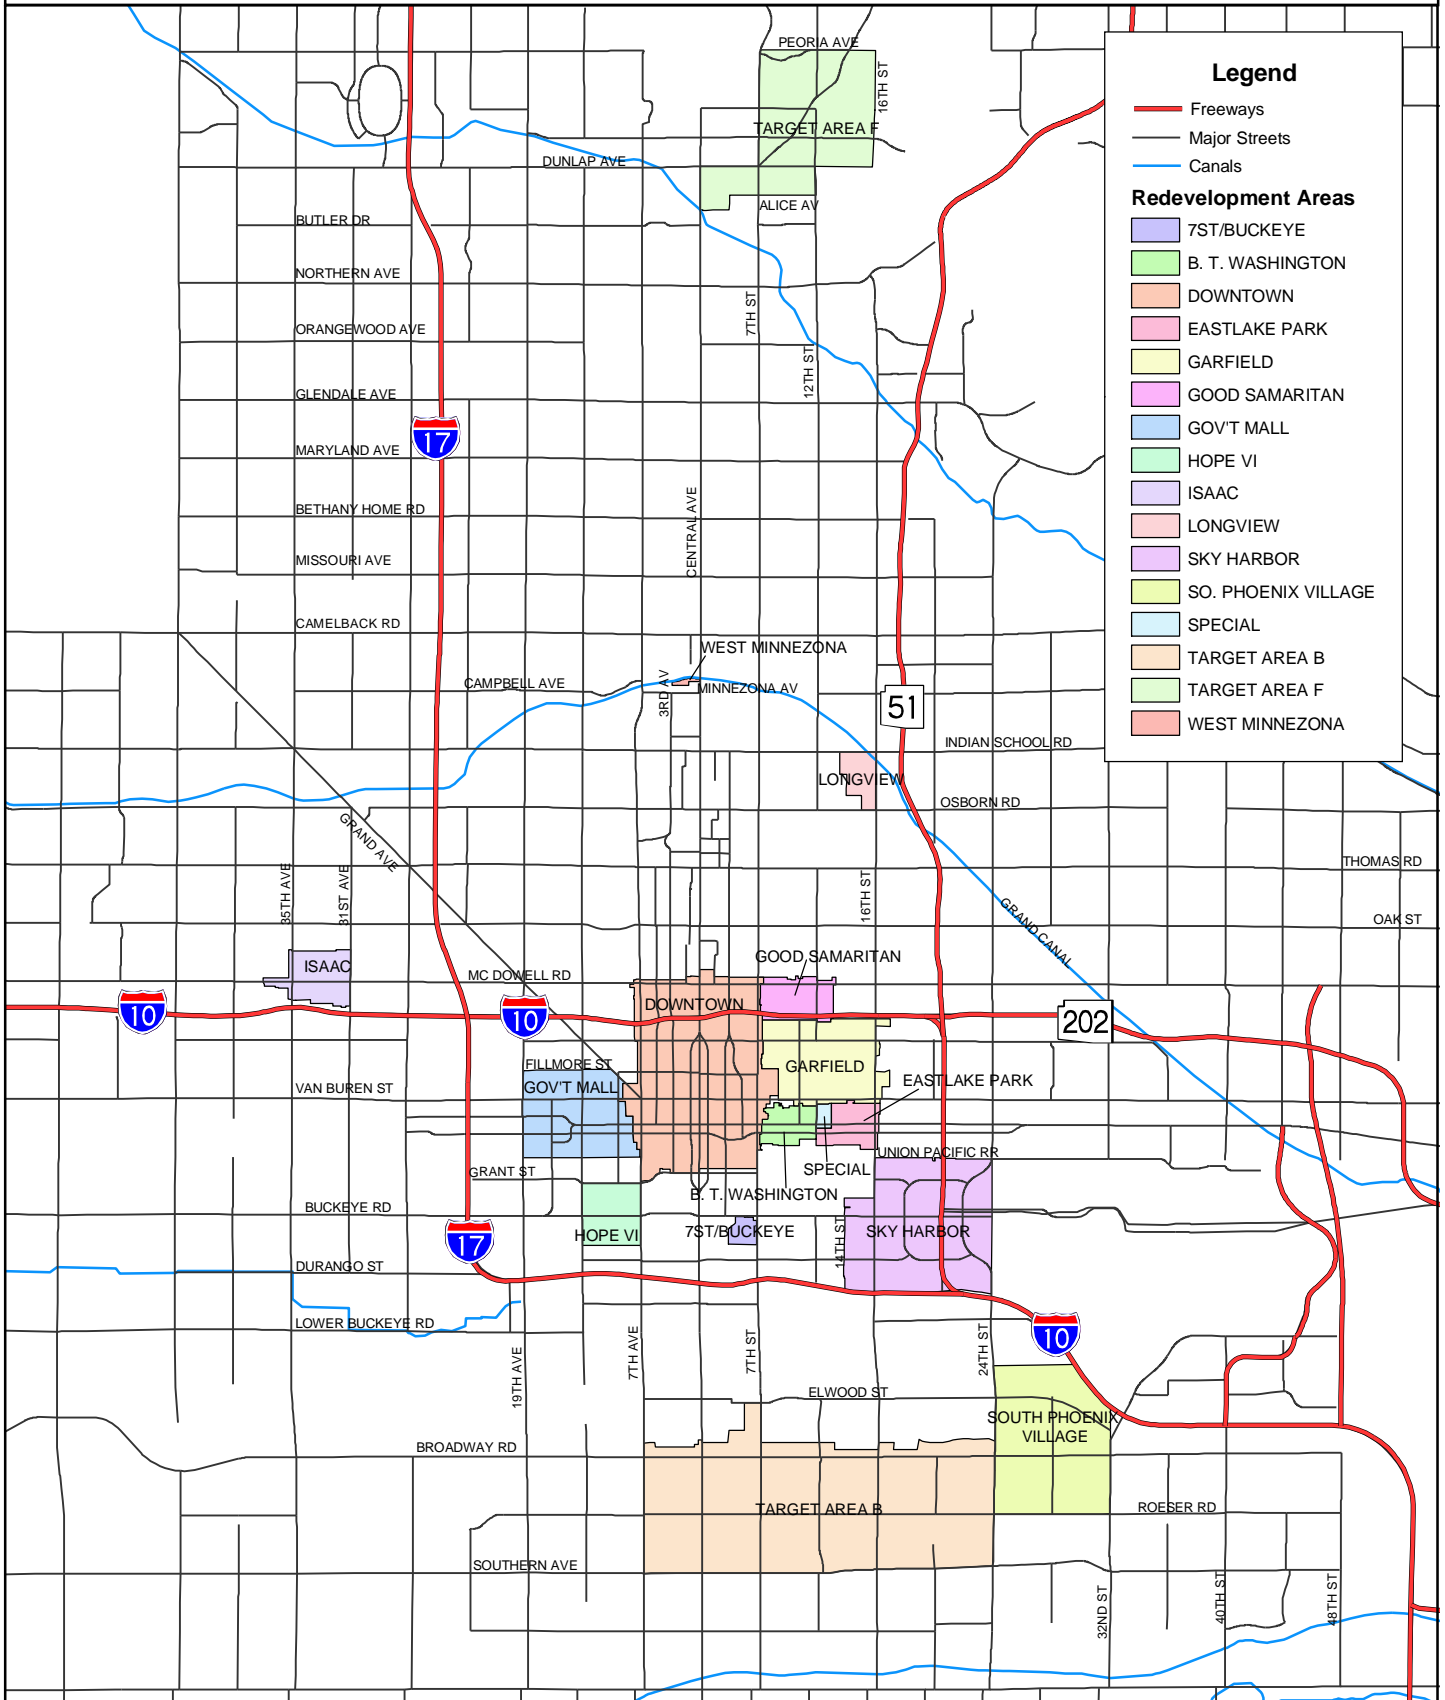 PEORIA AVE
16TH ST
TARGET AREA F
DUNLAP AVE
ALICE AV
BUTLER DR
NORTHERN AVE
7TH ST
ORANGEWOOD AVE
12TH ST
GLENDALE AVE
17
MARYLAND AVE
CENTRAL AVE
BETHANY HOME RD
MISSOURI AVE
CAMELBACK RD
WEST MINNEZONA
3RD AV
CAMPBELL AVE
MINNEZONA AV
51
INDIAN SCHOOL RD
LONGVIEW
OSBORN RD
GRAND AVE
THOMAS RD
35TH AVE
31ST AVE
16TH ST
GRAND CANAL
OAK ST
GOOD SAMARITAN
ISAAC
MC DOWELL RD
DOWNTOWN
10
10
202
FILLMORE ST
GARFIELD
GOV'T MALL
VAN BUREN ST
EASTLAKE PARK
UNION PACIFIC RR
SPECIAL
GRANT ST
B. T. WASHINGTON
BUCKEYE RD
HOPE VI
7ST/BUCKEYE
14TH ST
SKY HARBOR
17
DURANGO ST
LOWER BUCKEYE RD
10
19TH AVE
7TH AVE
7TH ST
24TH ST
ELWOOD ST
SOUTH PHOENIX
VILLAGE
BROADWAY RD
TARGET AREA B
ROESER RD
SOUTHERN AVE
32ND ST
40TH ST
48TH ST
Legend
Freeways
Major Streets
Canals
Redevelopment Areas
7ST/BUCKEYE
B. T. WASHINGTON
DOWNTOWN
EASTLAKE PARK
GARFIELD
GOOD SAMARITAN
GOV'T MALL
HOPE VI
ISAAC
LONGVIEW
SKY HARBOR
SO. PHOENIX VILLAGE
SPECIAL
TARGET AREA B
TARGET AREA F
WEST MINNEZONA